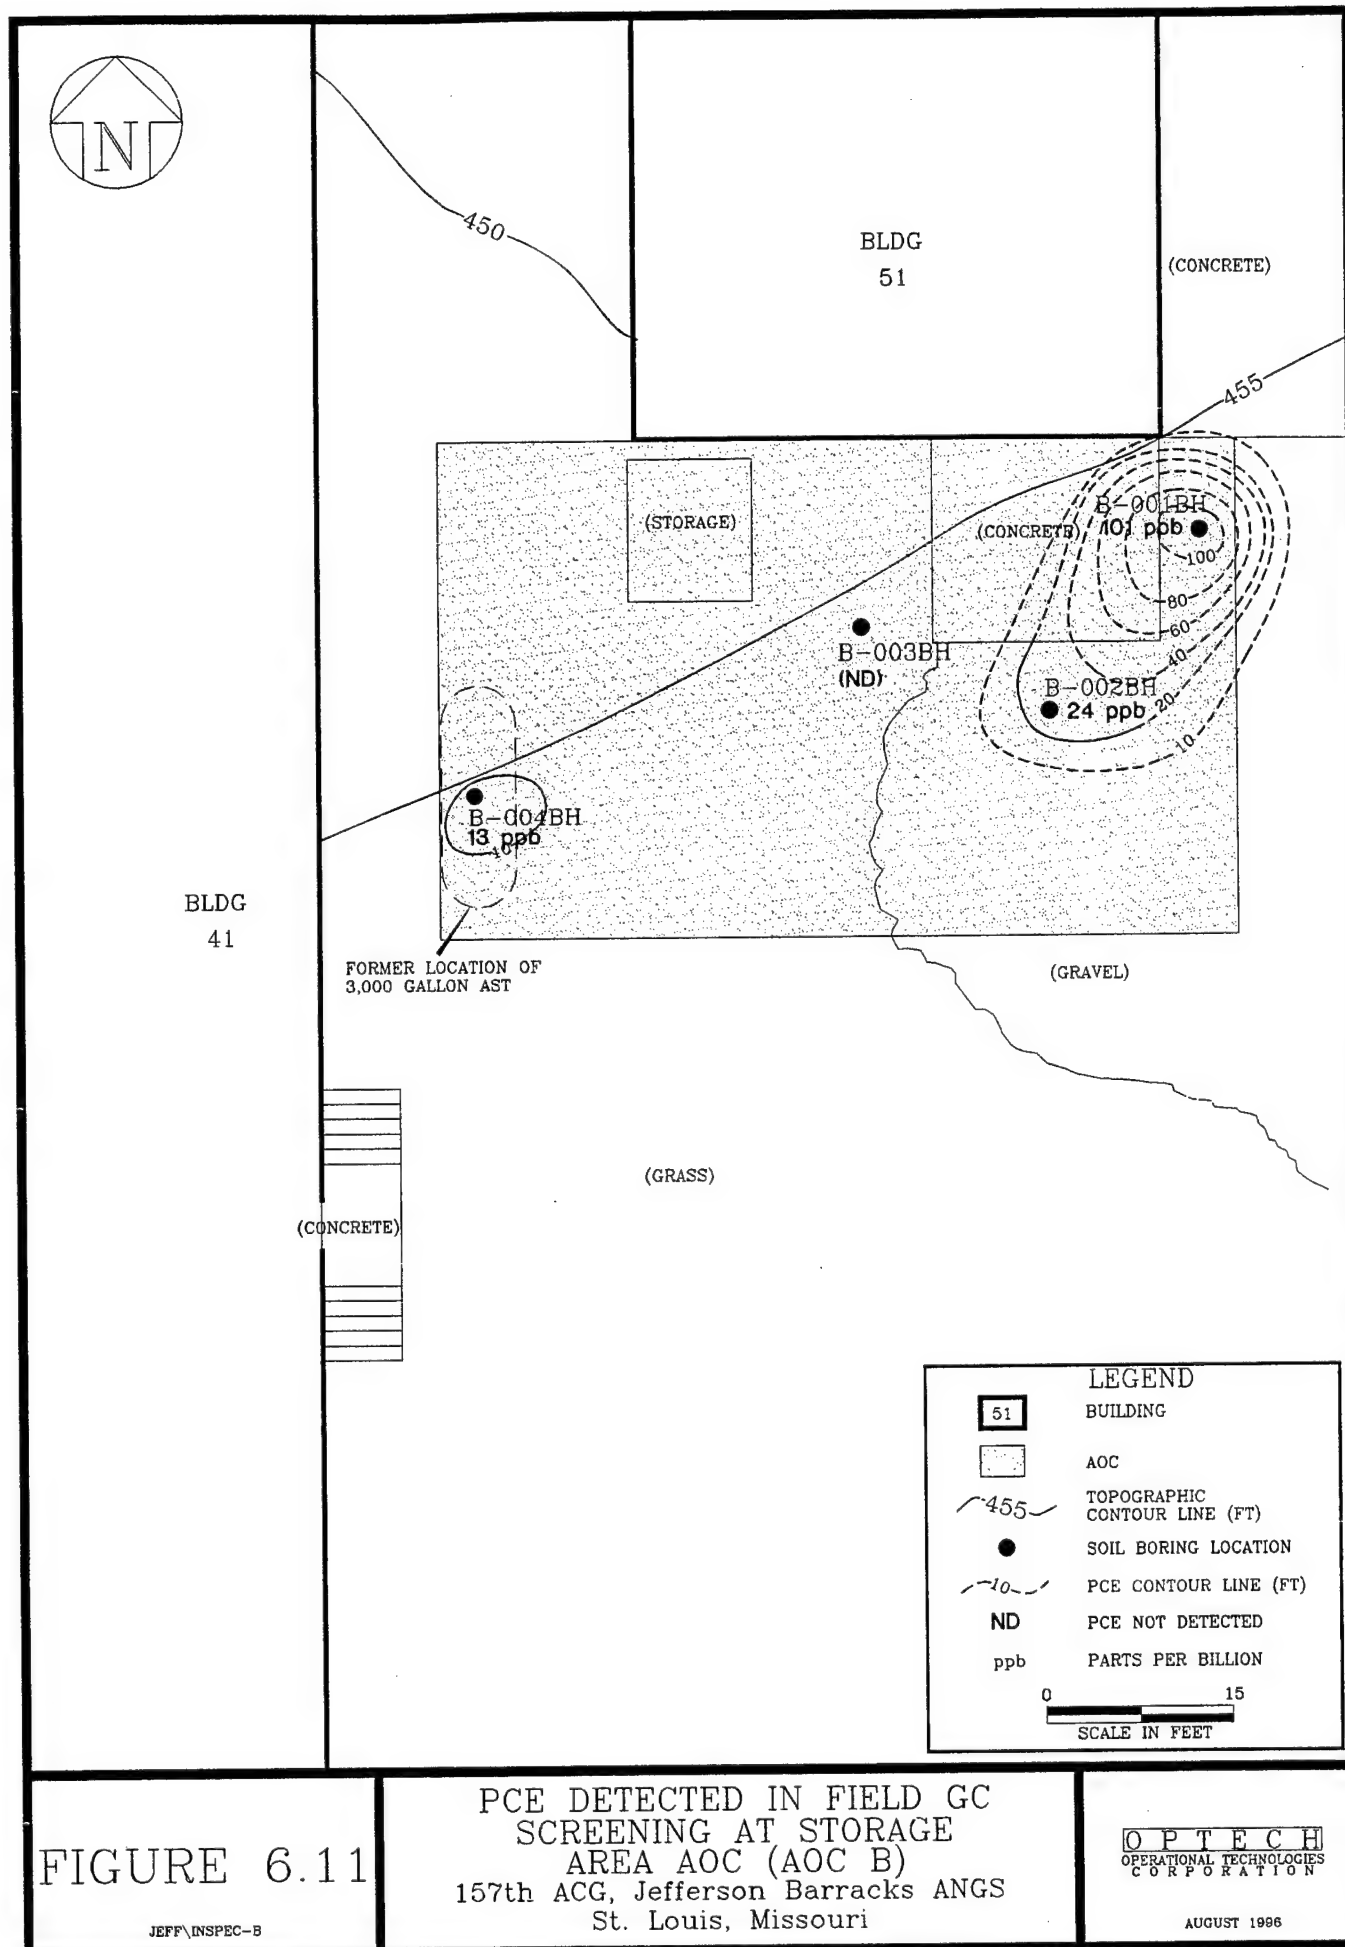 N
450
BLDG
51
(CONCRETE)
455
(STORAGE)
(CONCRETE)
B-001BH
101 ppb
100
80
60
40
20
10
B-003BH
(ND)
B-002BH
24 ppb
B-004BH
13 ppb
10
BLDG
41
FORMER LOCATION OF
3,000 GALLON AST
(GRAVEL)
(GRASS)
(CONCRETE)
LEGEND
51 BUILDING
AOC
455 TOPOGRAPHIC
CONTOUR LINE (FT)
SOIL BORING LOCATION
10 PCE CONTOUR LINE (FT)
ND PCE NOT DETECTED
ppb PARTS PER BILLION
0 15
SCALE IN FEET
FIGURE 6.11
JEFF\INSPEC-B
PCE DETECTED IN FIELD GC
SCREENING AT STORAGE
AREA AOC (AOC B)
157th ACG, Jefferson Barracks ANGS
St. Louis, Missouri
OPTECH
OPERATIONAL TECHNOLOGIES
CORPORATION
AUGUST 1996